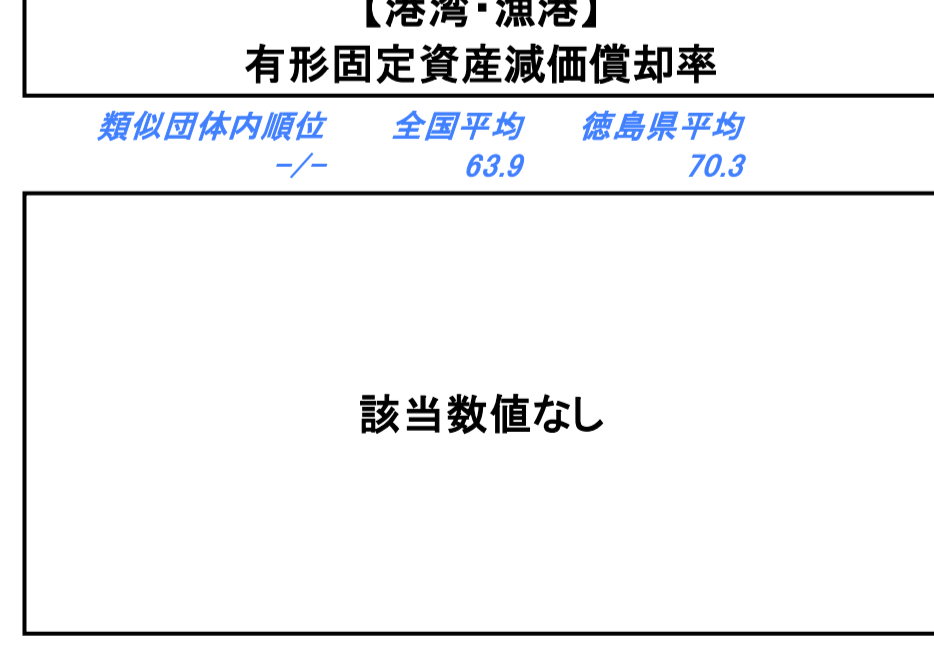 【港湾・漁港】
有形固定資産減価償却率
類似団体内順位 全国平均 徳島県平均
-/- 63.9 70.3
該当数値なし